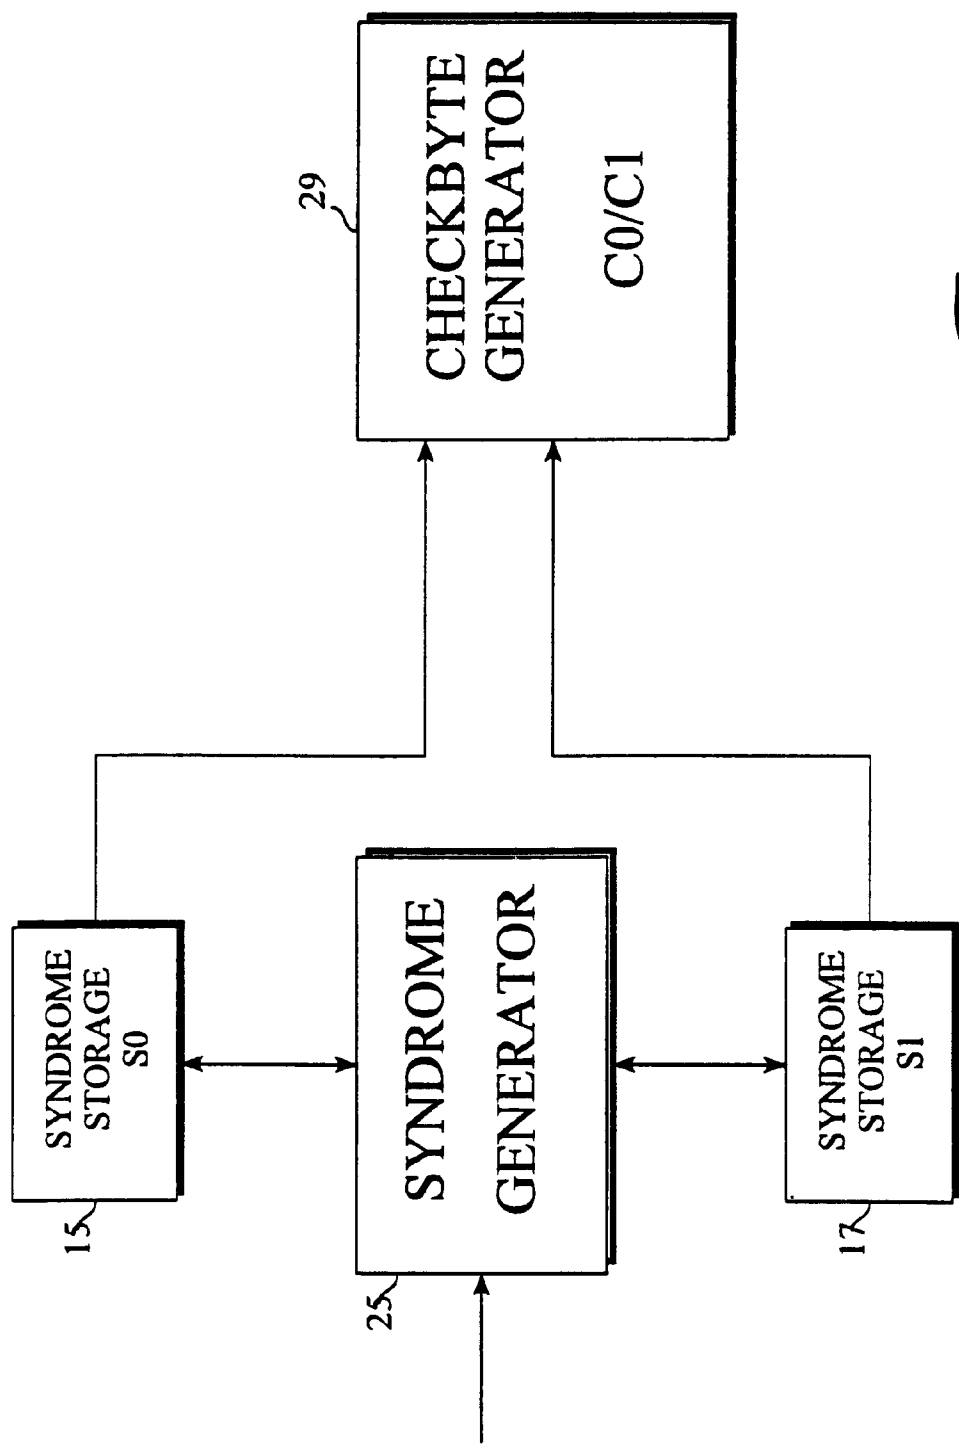 15
SYNDROME
STORAGE
S0
25
SYNDROME
GENERATOR
17
SYNDROME
STORAGE
S1
29
CHECKBYTE
GENERATOR
C0/C1